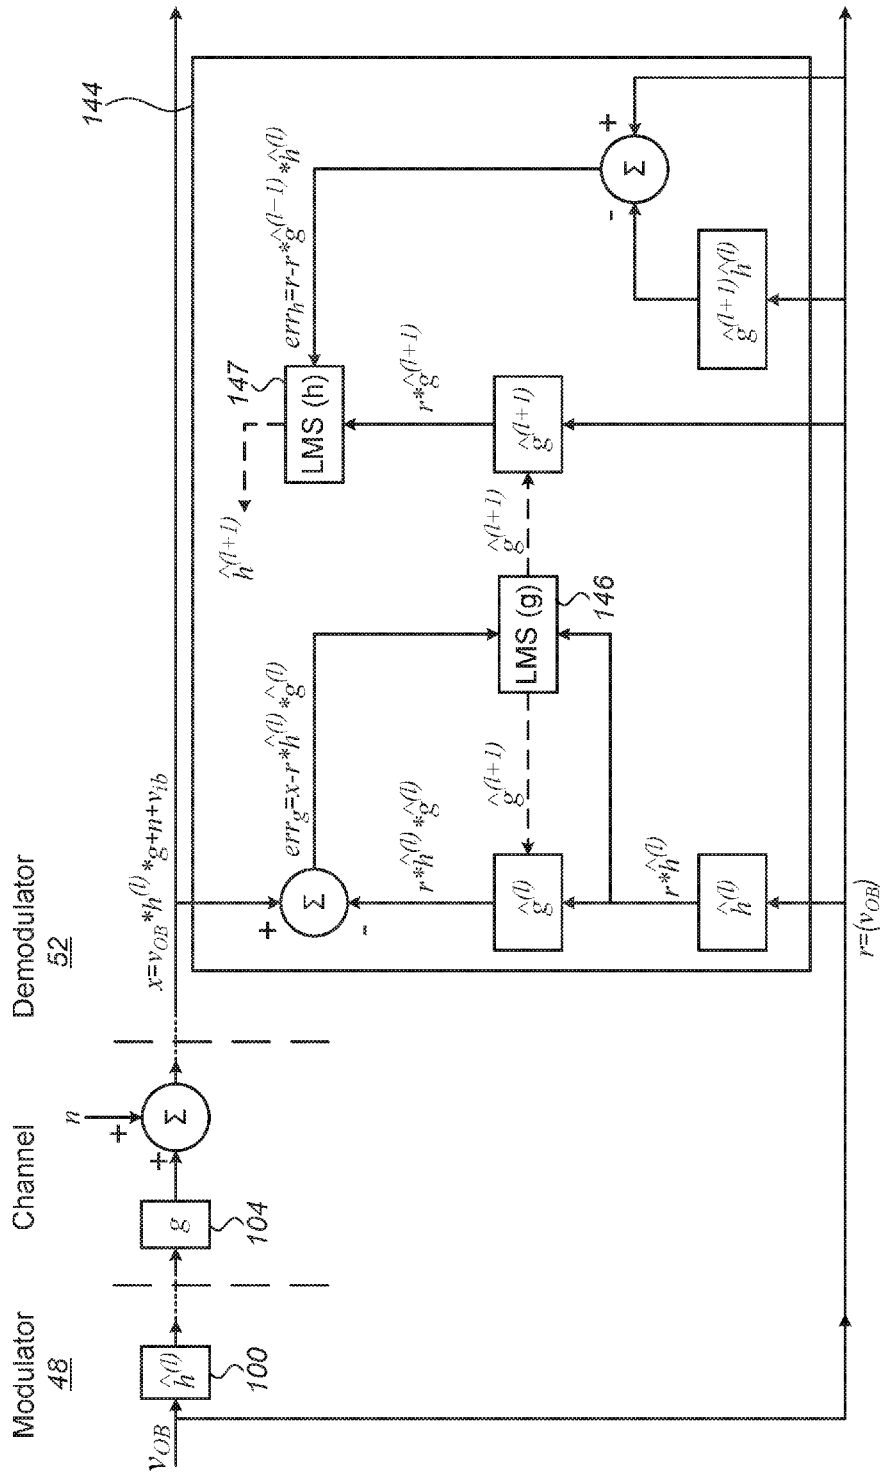 Modulator
48
Channel
Demodulator
52
v_OB
ĥ^(l)
100
g
104
n
+
+
Σ
x=v_OB*h^(l)*g+n+v_ib
144
+
-
Σ
err_g=x-r*ĥ^(l)*ĝ^(l)
r*ĥ^(l)*ĝ^(l)
ĝ^(l)
r*ĥ^(l)
ĥ^(l)
ĝ^(l+1)
LMS (g)
146
ĝ^(l+1)
ĝ^(l+1)
r*ĝ^(l+1)
LMS (h)
147
ĥ^(l+1)
err_h=r-r*ĝ^(l-1)*ĥ^(l)
+
-
Σ
ĝ^(l+1)ĥ^(l)
r=(v_OB)